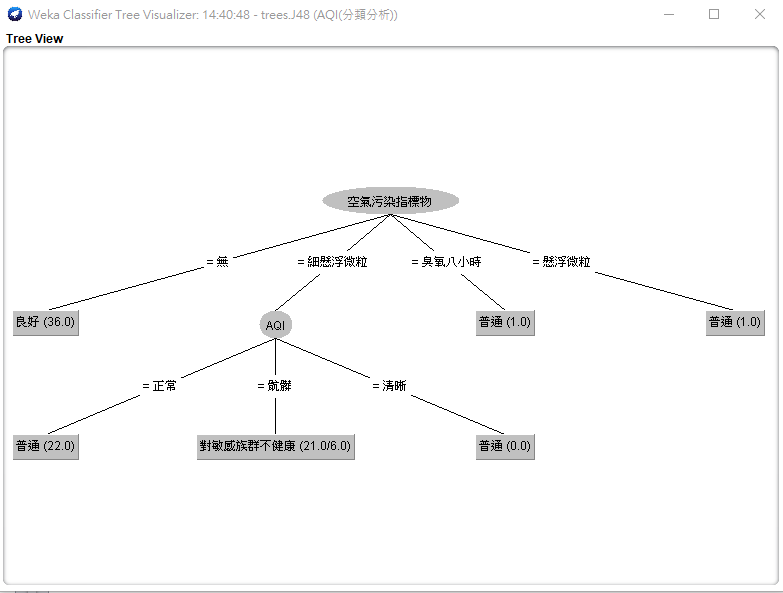 Weka Classifier Tree Visualizer: 14:40:48 - trees.J48 (AQI(分類分析))
Tree View
空氣污染指標物
= 無
= 細懸浮微粒
= 臭氧八小時
= 懸浮微粒
良好 (36.0)
AQI
普通 (1.0)
普通 (1.0)
= 正常
= 骯髒
= 清晰
普通 (22.0)
對敏感族群不健康 (21.0/6.0)
普通 (0.0)